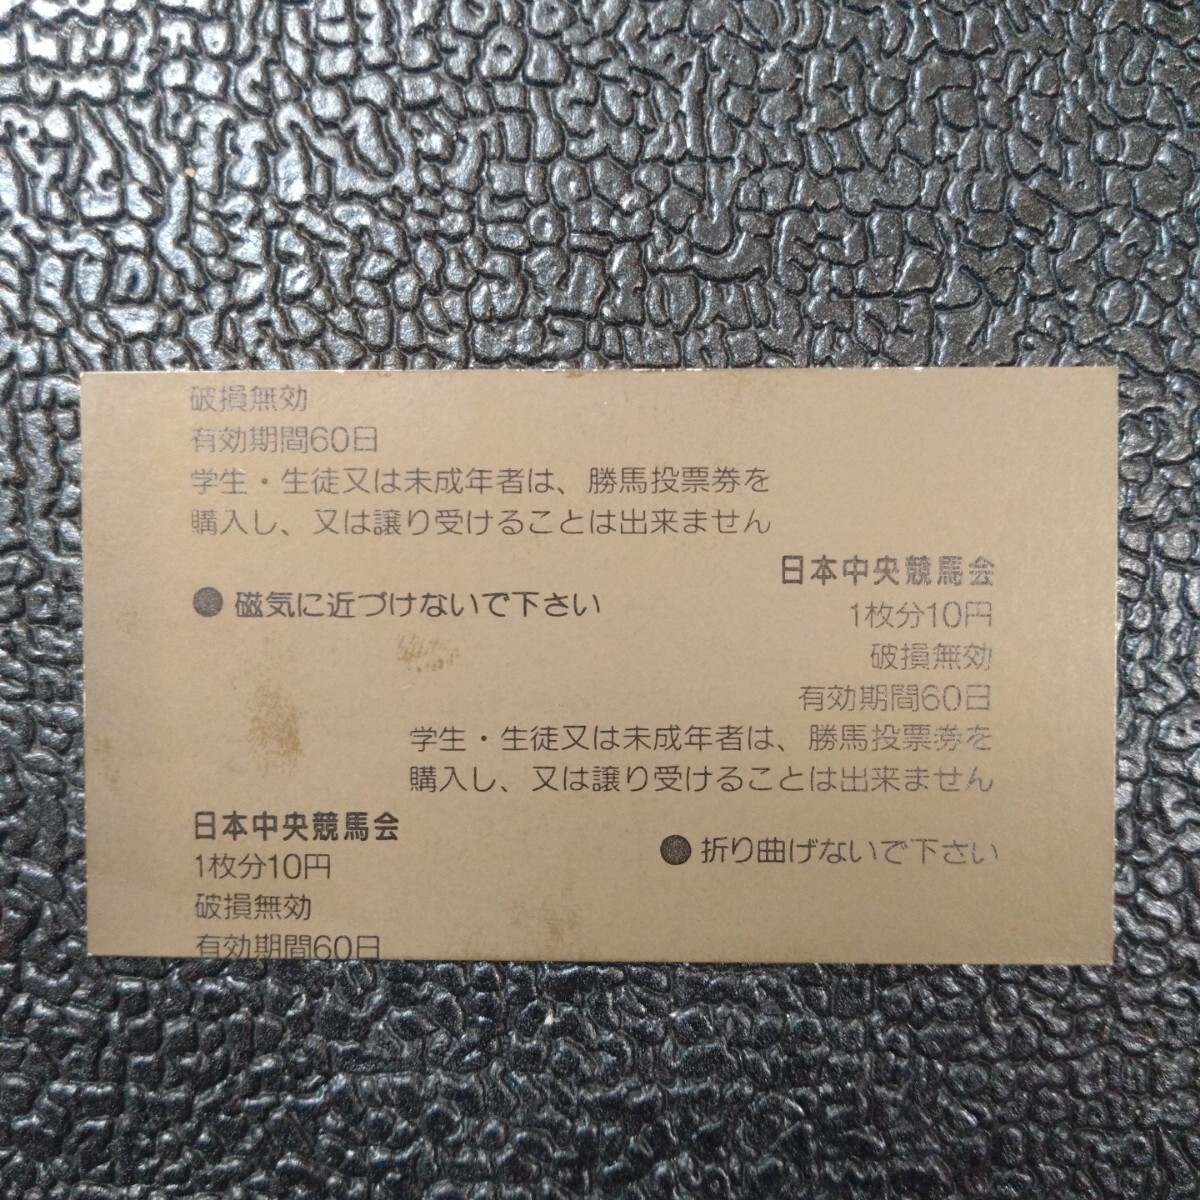 破損無効
有効期間60日
学生・生徒又は未成年者は、勝馬投票券を
購入し、又は譲り受けることは出来ません
日本中央競馬会
●磁気に近づけないで下さい
1枚分10円
破損無効
有効期間60日
学生・生徒又は未成年者は、勝馬投票券を
購入し、又は譲り受けることは出来ません
日本中央競馬会
●折り曲げないで下さい
1枚分10円
破損無効
有効期間60日